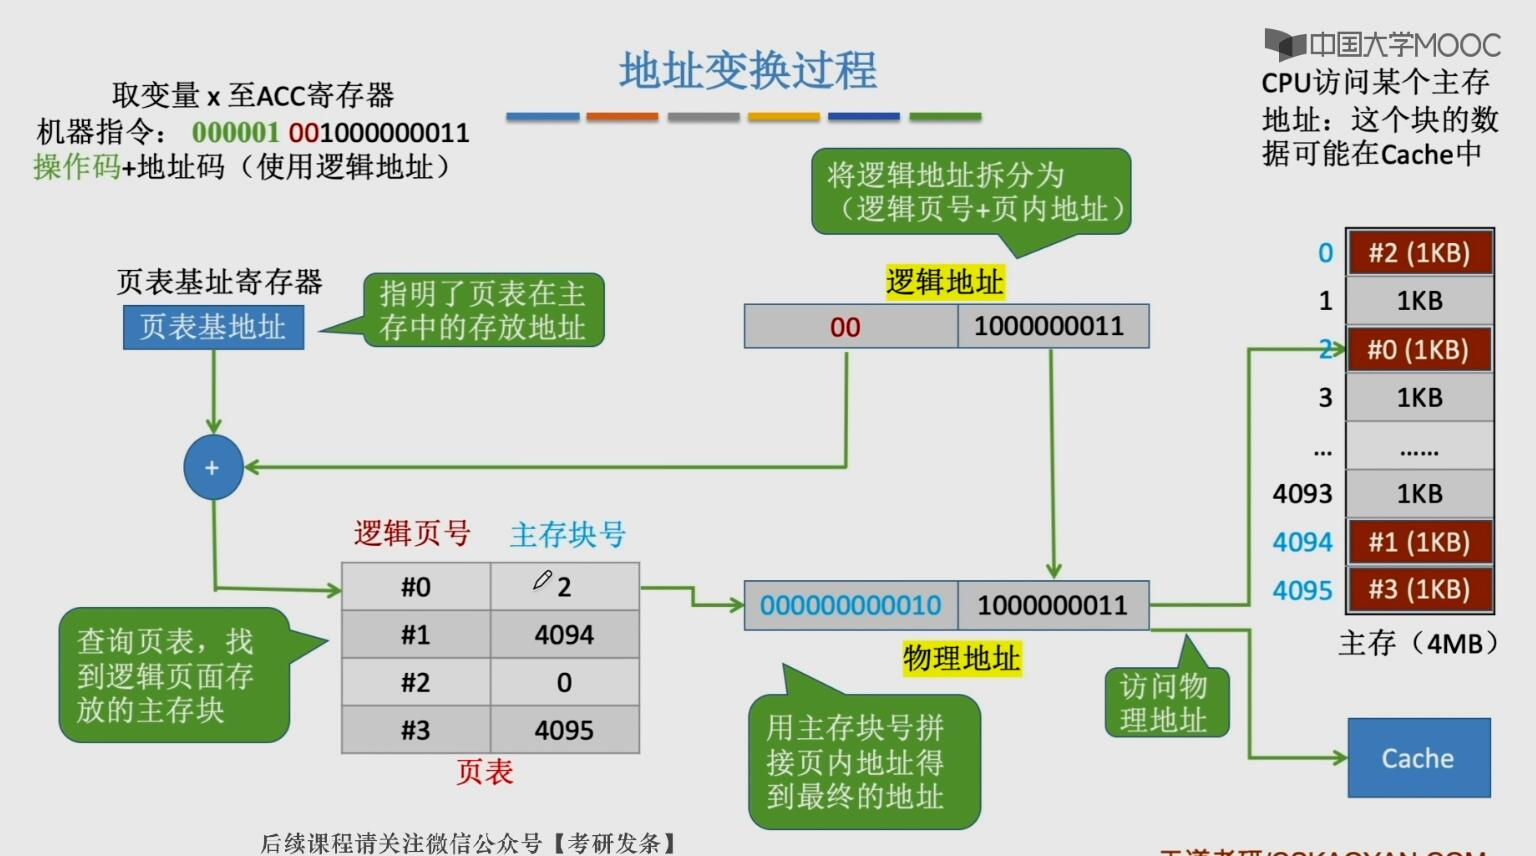 中国大学MOOC
地址变换过程
取变量 x 至ACC寄存器
机器指令： 000001 001000000011
操作码+地址码（使用逻辑地址）
CPU访问某个主存
地址：这个块的数
据可能在Cache中
将逻辑地址拆分为
（逻辑页号+页内地址）
页表基址寄存器
页表基地址
指明了页表在主
存中的存放地址
逻辑地址
00 1000000011
+
0 #2 (1KB)
1 1KB
2 #0 (1KB)
3 1KB
... ......
4093 1KB
4094 #1 (1KB)
4095 #3 (1KB)
主存（4MB）
逻辑页号 主存块号
#0 2
#1 4094
#2 0
#3 4095
页表
查询页表，找
到逻辑页面存
放的主存块
000000000010 1000000011
物理地址
用主存块号拼
接页内地址得
到最终的地址
访问物
理地址
Cache
后续课程请关注微信公众号【考研发条】